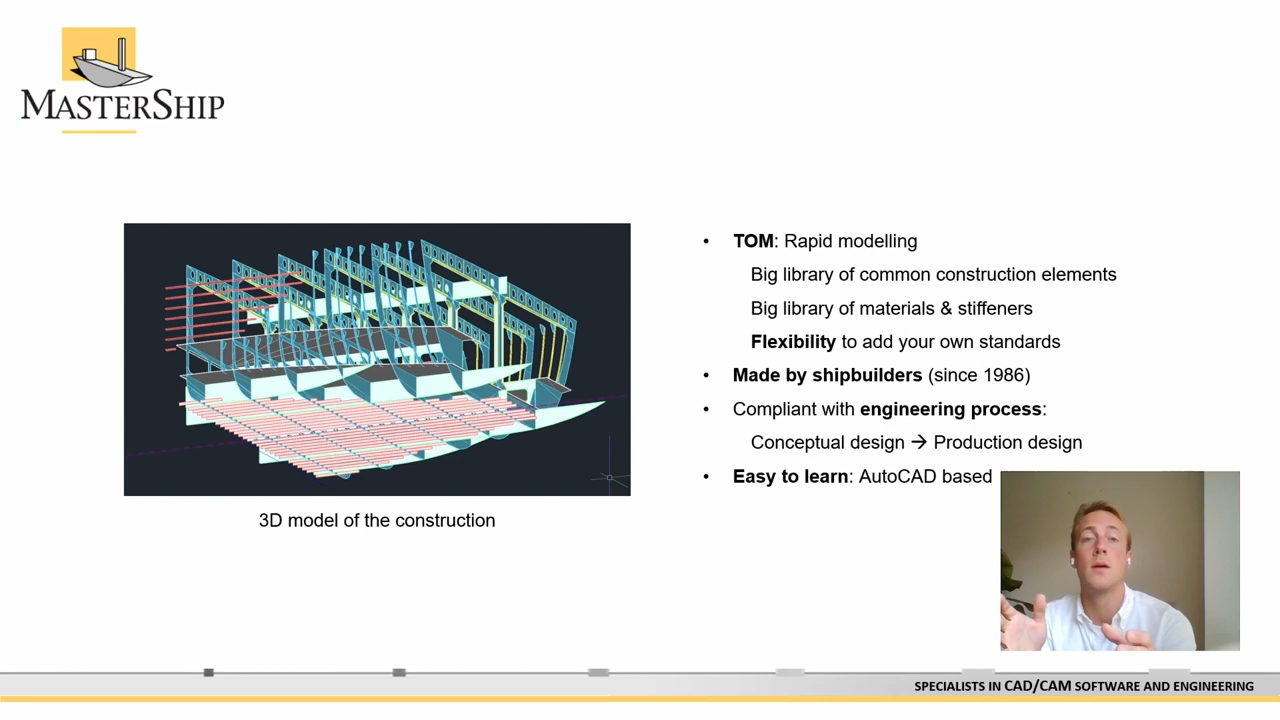 MASTERSHIP
• TOM: Rapid modelling
Big library of common construction elements
Big library of materials & stiffeners
Flexibility to add your own standards
• Made by shipbuilders (since 1986)
• Compliant with engineering process:
Conceptual design → Production design
• Easy to learn: AutoCAD based
3D model of the construction
SPECIALISTS IN CAD/CAM SOFTWARE AND ENGINEERING